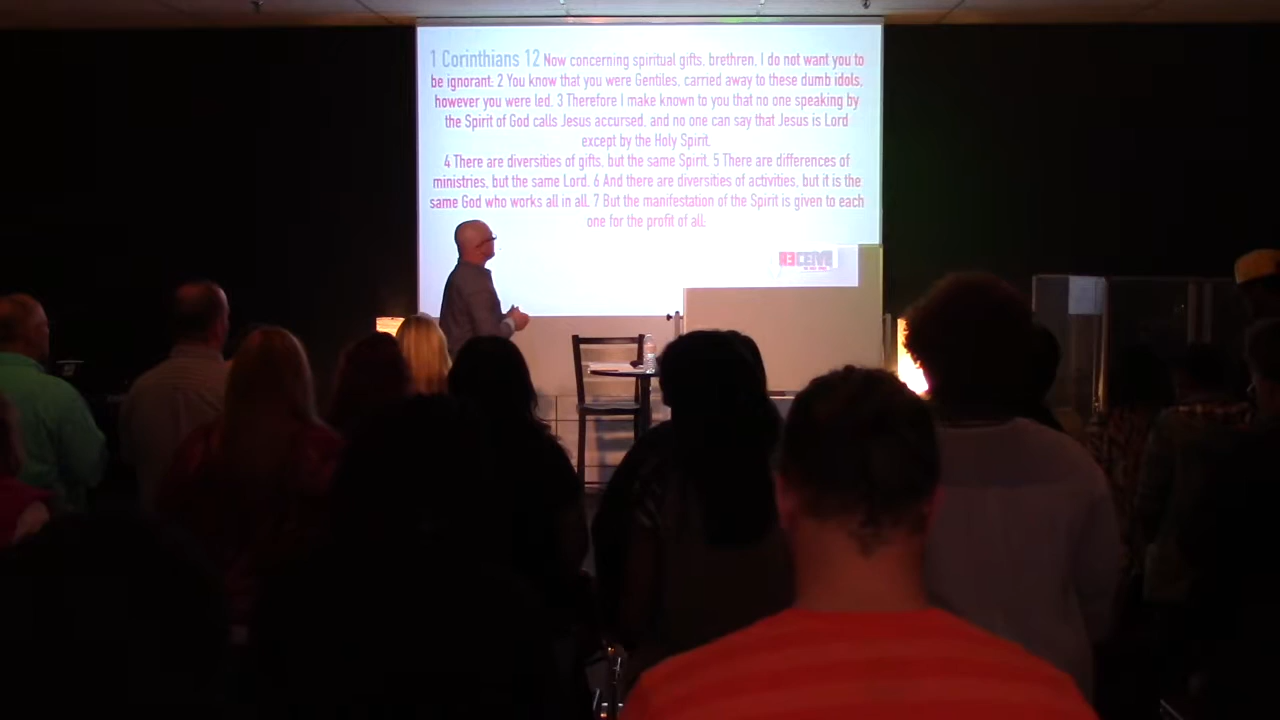 1 Corinthians 12 Now concerning spiritual gifts, brethren, I do not want you to
be ignorant: 2 You know that you were Gentiles, carried away to these dumb idols,
however you were led. 3 Therefore I make known to you that no one speaking by
the Spirit of God calls Jesus accursed, and no one can say that Jesus is Lord
except by the Holy Spirit.
4 There are diversities of gifts, but the same Spirit. 5 There are differences of
ministries, but the same Lord. 6 And there are diversities of activities, but it is the
same God who works all in all. 7 But the manifestation of the Spirit is given to each
one for the profit of all:
RECEIVE